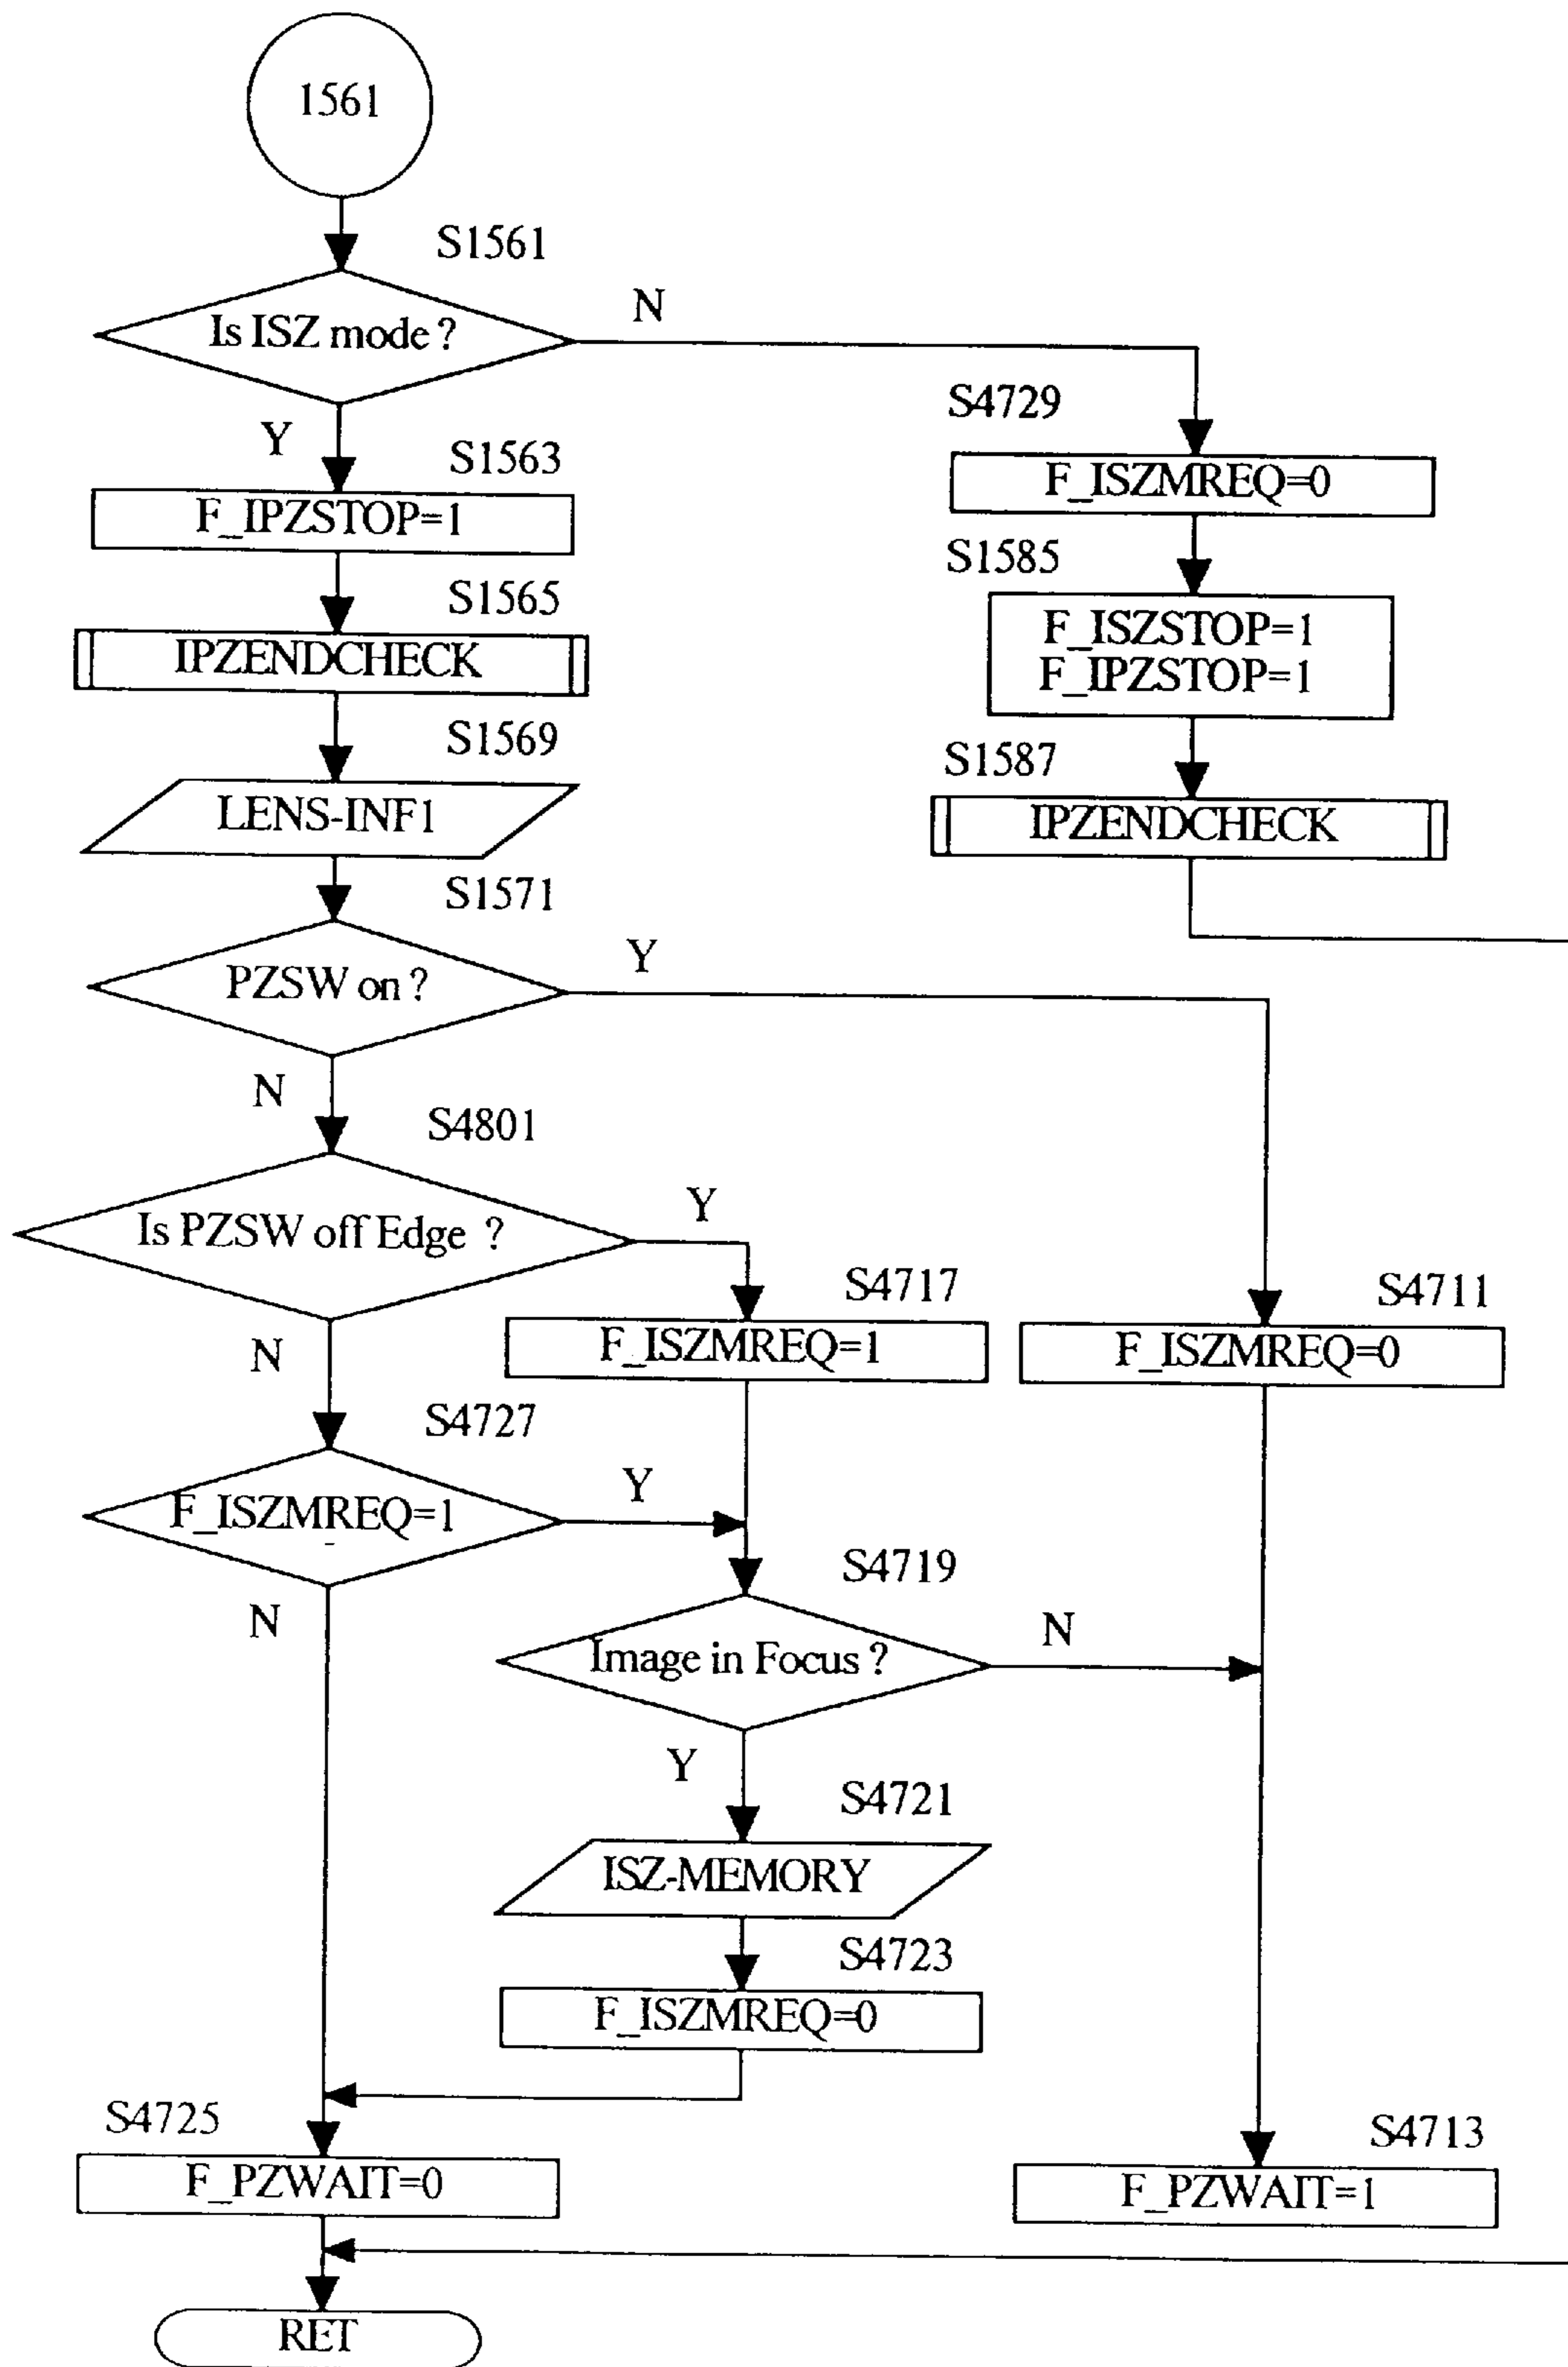 1561
S1561
Is ISZ mode ?
N
Y
S4729
F_ISZMREQ=0
S1563
F_IPZSTOP=1
S1585
F_ISZSTOP=1
F_IPZSTOP=1
S1565
IPZENDCHECK
S1587
IPZENDCHECK
S1569
LENS-INF1
S1571
PZSW on ?
Y
N
S4801
Is PZSW off Edge ?
Y
N
S4717
F_ISZMREQ=1
S4711
F_ISZMREQ=0
S4727
F_ISZMREQ=1
Y
N
S4719
Image in Focus ?
N
Y
S4721
ISZ-MEMORY
S4723
F_ISZMREQ=0
S4725
F_PZWAIT=0
S4713
F_PZWAIT=1
RET